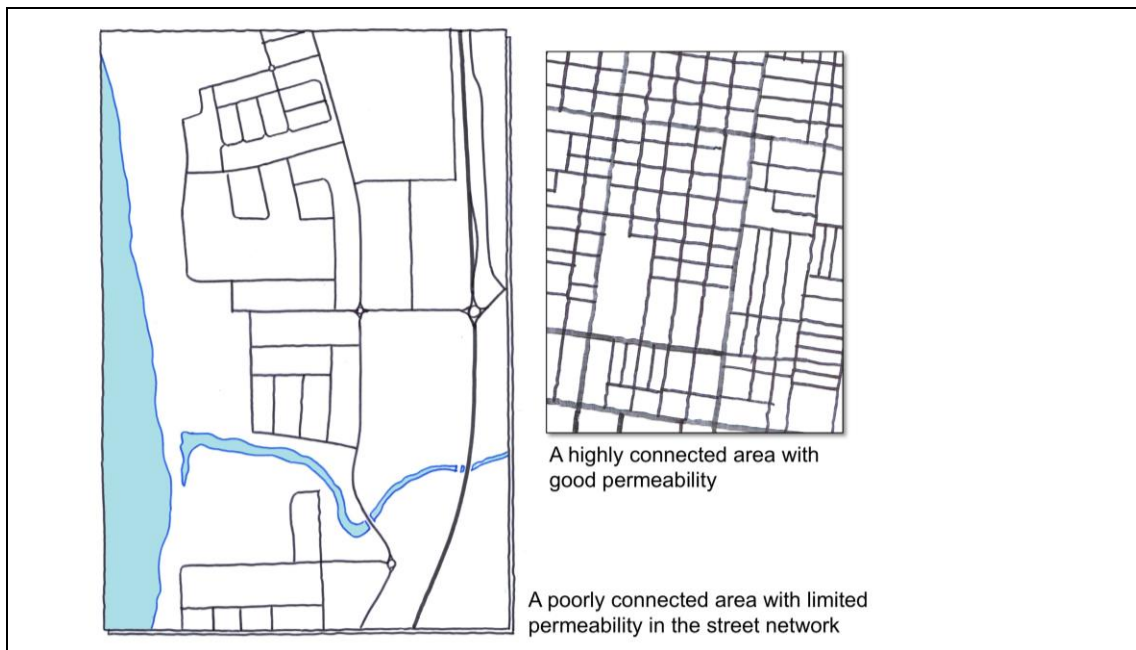 A highly connected area with
good permeability
A poorly connected area with limited
permeability in the street network